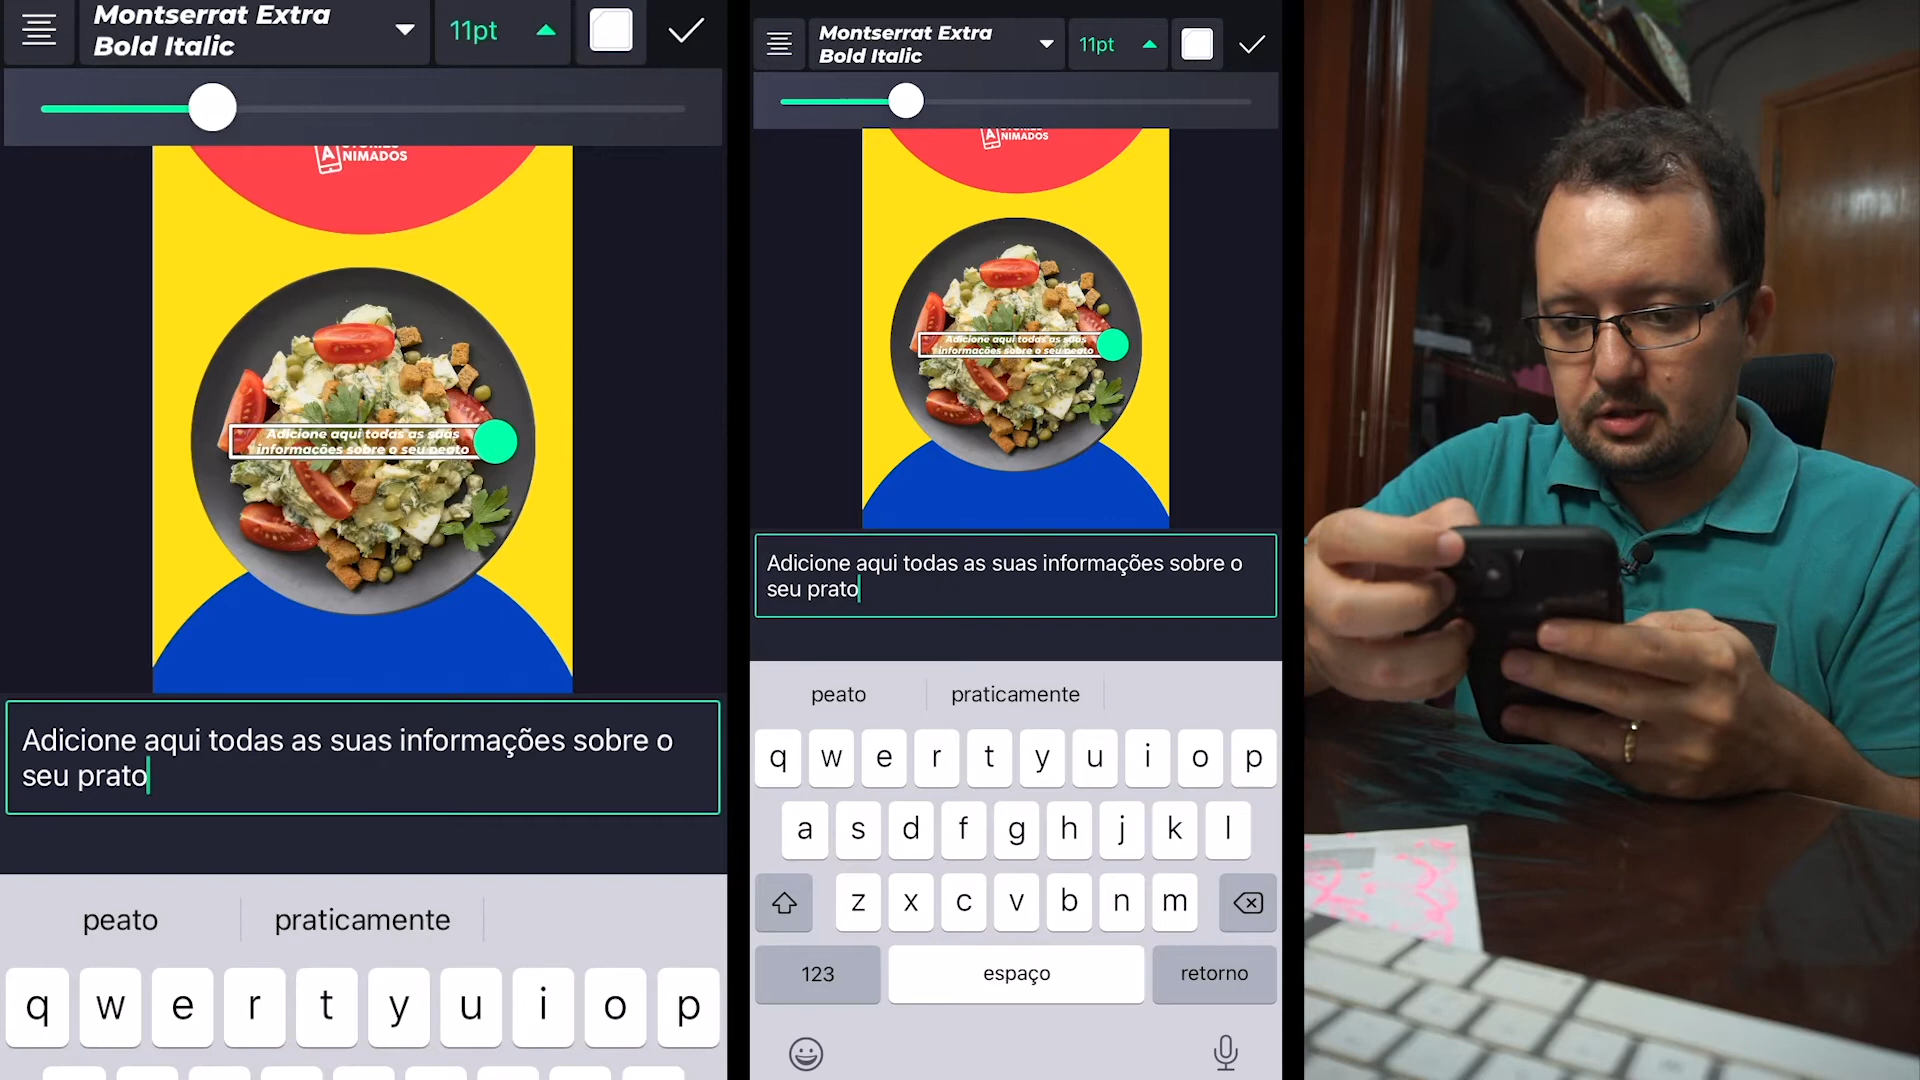 Montserrat Extra
Bold Italic
11pt
A
NIMADOS
Adicione aqui todas as suas
informações sobre o seu peato
Adicione aqui todas as suas informações sobre o
seu prato
peato praticamente
q w e r t y u i o p
Montserrat Extra
Bold Italic
11pt
A
NIMADOS
Adicione aqui todas as suas
informações sobre o seu peato
Adicione aqui todas as suas informações sobre o
seu prato
peato praticamente
q w e r t y u i o p
a s d f g h j k l
z x c v b n m
123 espaço retorno